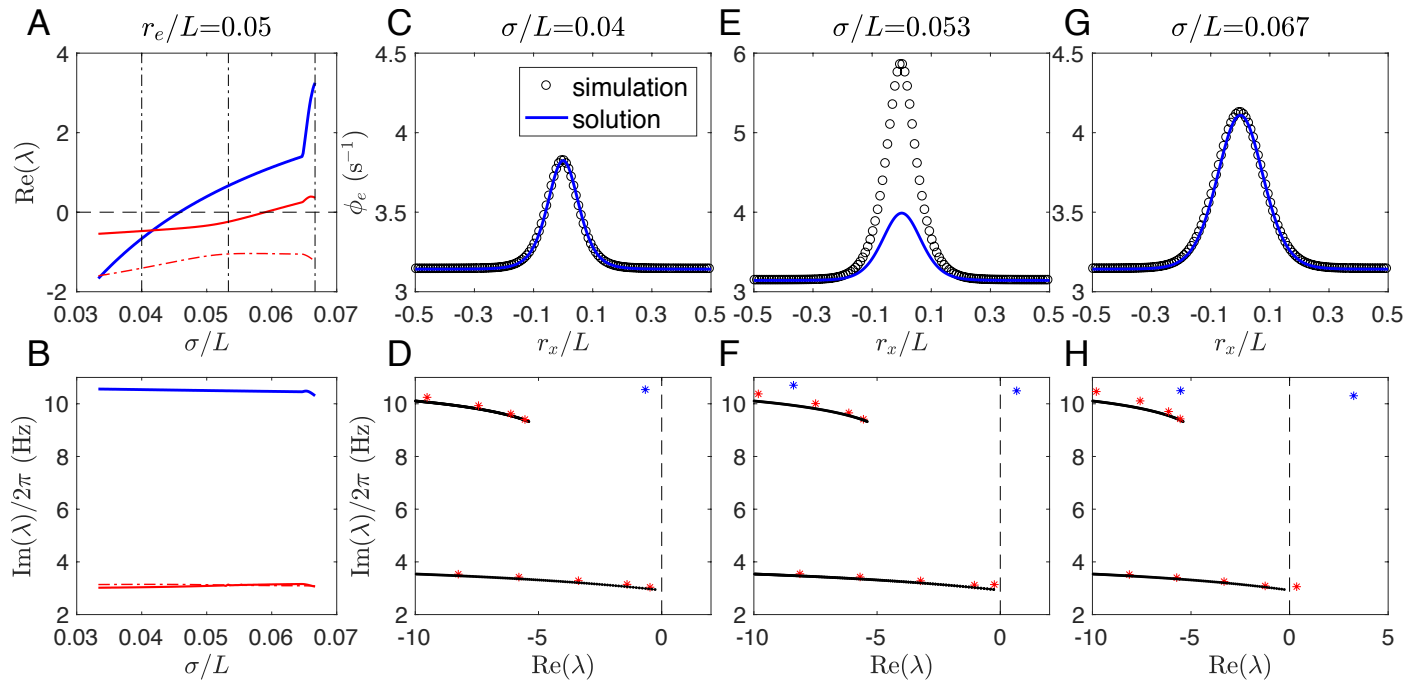 A
r_e/L=0.05
4
2
0
-2
Re(λ)
0.03 0.04 0.05 0.06 0.07
σ/L
C
σ/L=0.04
simulation
solution
4.5
4
3.5
3
ϕ_e (s⁻¹)
-0.5 -0.3 -0.1 0.1 0.3 0.5
r_x/L
E
σ/L=0.053
6
5
4
3
-0.5 -0.3 -0.1 0.1 0.3 0.5
r_x/L
G
σ/L=0.067
4.5
4
3.5
3
-0.5 -0.3 -0.1 0.1 0.3 0.5
r_x/L
B
10
8
6
4
2
Im(λ)/2π (Hz)
0.03 0.04 0.05 0.06 0.07
σ/L
D
10
8
6
4
2
Im(λ)/2π (Hz)
-10 -5 0
Re(λ)
F
10
8
6
4
2
-10 -5 0
Re(λ)
H
10
8
6
4
2
-10 -5 0 5
Re(λ)